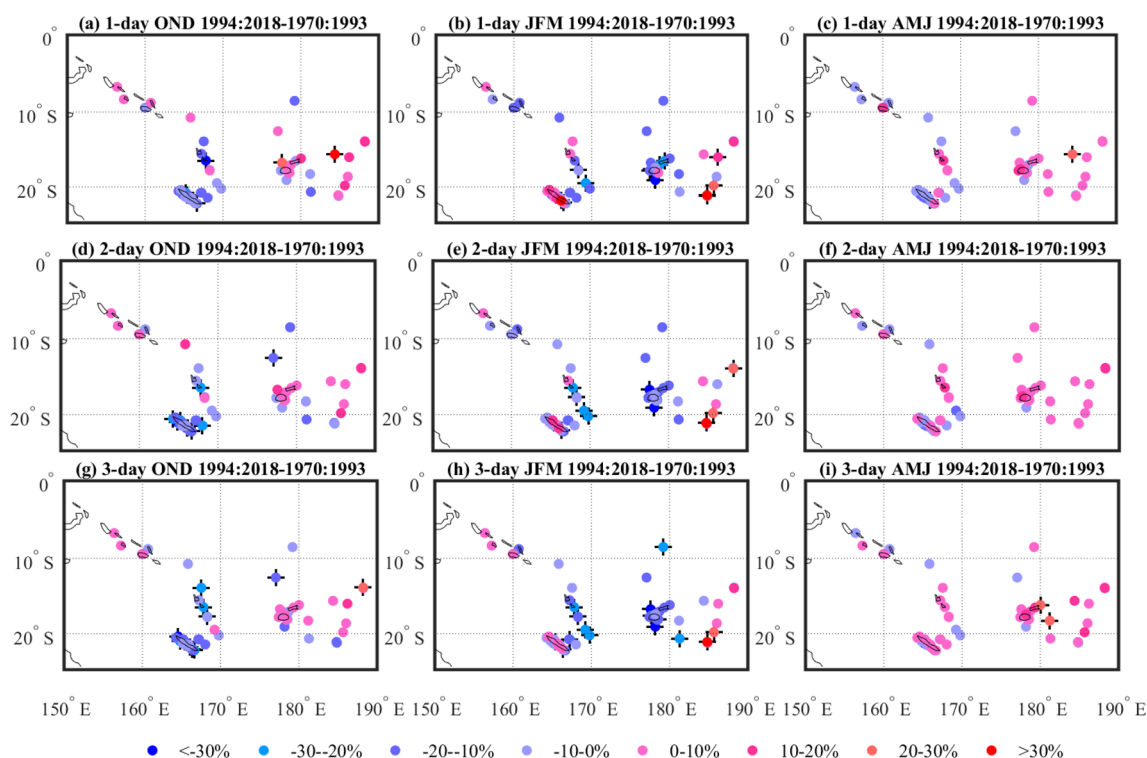 (a) 1-day OND 1994:2018-1970:1993
(b) 1-day JFM 1994:2018-1970:1993
(c) 1-day AMJ 1994:2018-1970:1993
0°
0°
0°
10° S
10° S
10° S
20° S
20° S
20° S
(d) 2-day OND 1994:2018-1970:1993
(e) 2-day JFM 1994:2018-1970:1993
(f) 2-day AMJ 1994:2018-1970:1993
0°
0°
0°
10° S
10° S
10° S
20° S
20° S
20° S
(g) 3-day OND 1994:2018-1970:1993
(h) 3-day JFM 1994:2018-1970:1993
(i) 3-day AMJ 1994:2018-1970:1993
0°
0°
0°
10° S
10° S
10° S
20° S
20° S
20° S
150° E 160° E 170° E 180° E 190° E
150° E 160° E 170° E 180° E 190° E
150° E 160° E 170° E 180° E 190° E
<-30% -30--20% -20--10% -10-0% 0-10% 10-20% 20-30% >30%